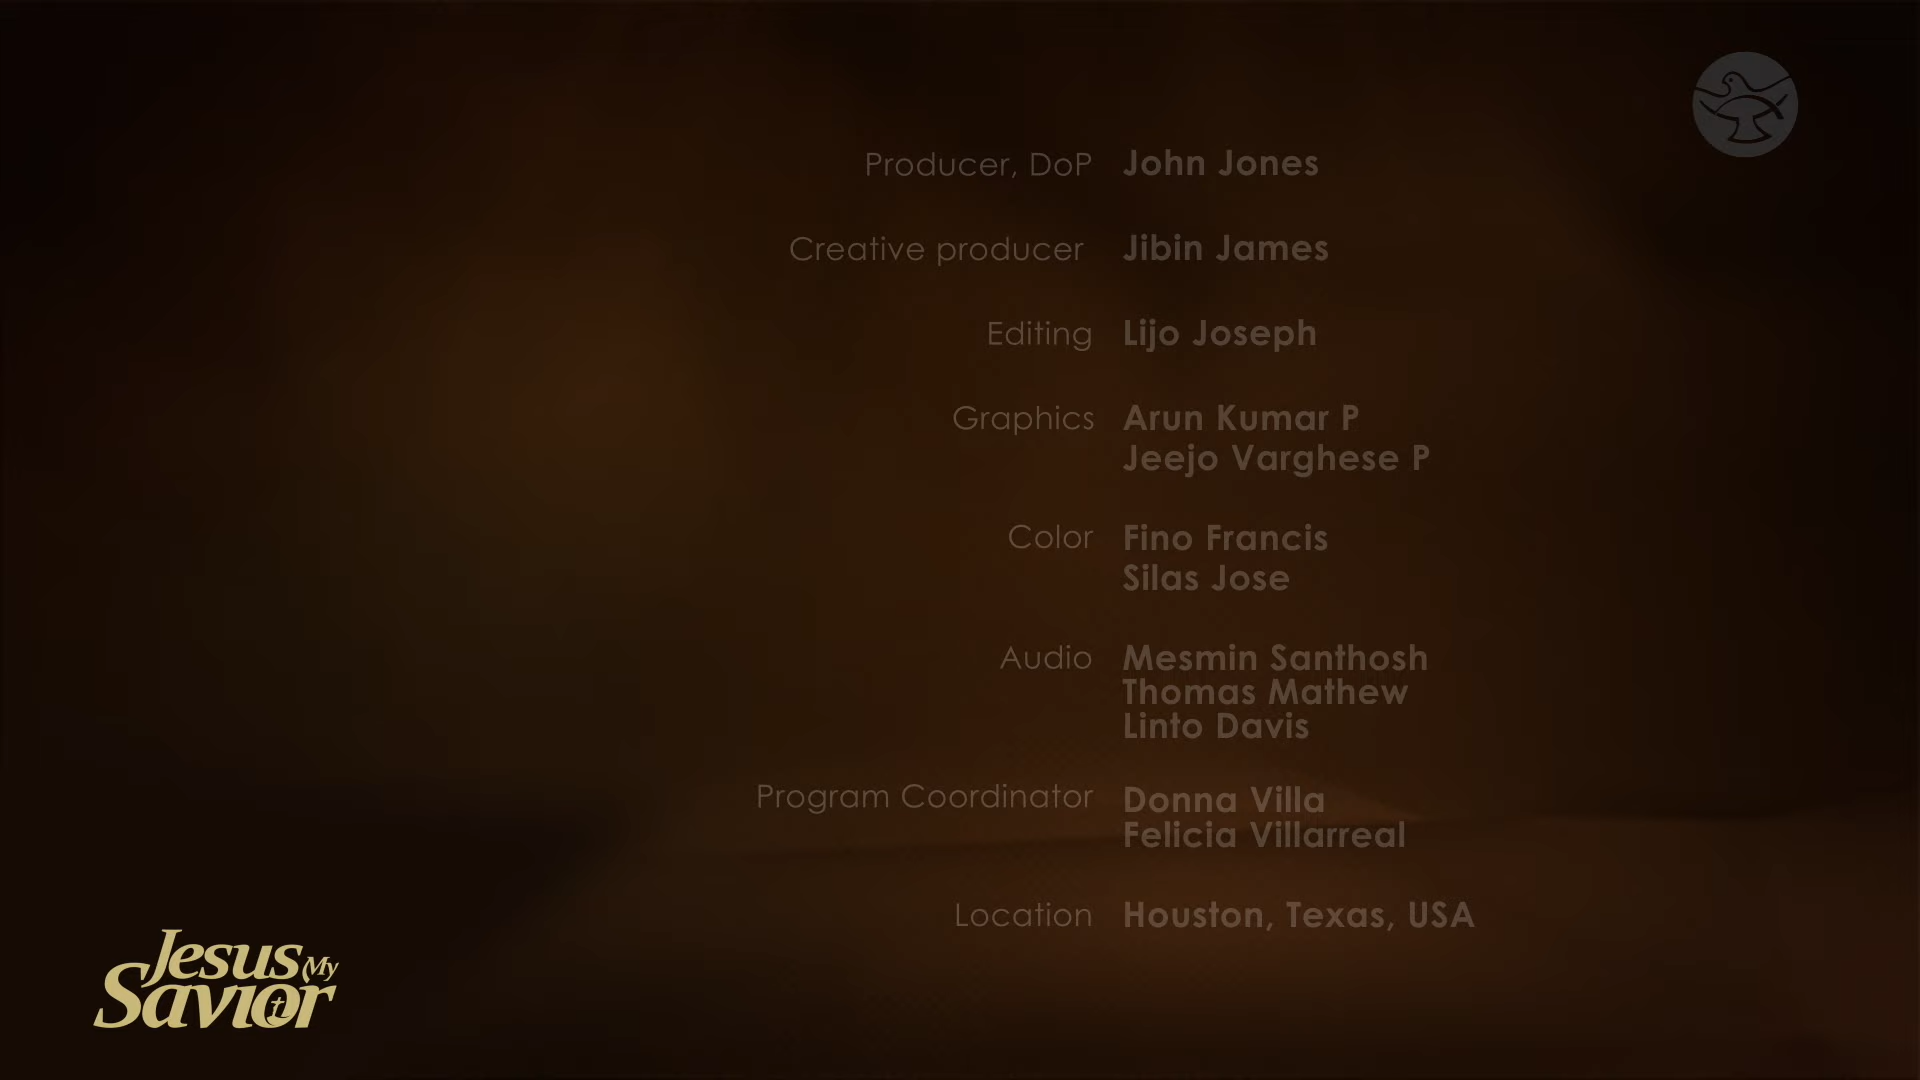 Producer, DoP John Jones
Creative producer Jibin James
Editing Lijo Joseph
Graphics Arun Kumar P
Jeejo Varghese P
Color Fino Francis
Silas Jose
Audio Mesmin Santhosh
Thomas Mathew
Linto Davis
Program Coordinator Donna Villa
Felicia Villarreal
Location Houston, Texas, USA
Jesus My
Savior